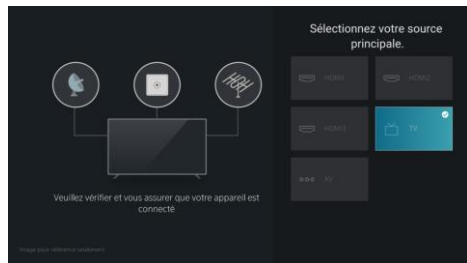 Sélectionnez votre source
principale.
HDMI1
HDMI2
HDMI3
TV
AV
Veuillez vérifier et vous assurer que votre appareil est
connecté
Image pour référence seulement